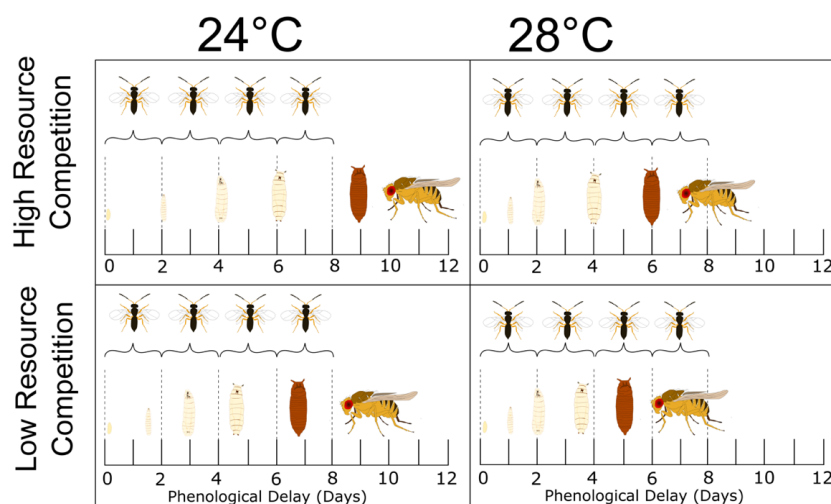 24°C 28°C
High Resource
Competition
0 2 4 6 8 10 12
0 2 4 6 8 10 12
Low Resource
Competition
0 2 4 6 8 10 12
Phenological Delay (Days)
0 2 4 6 8 10 12
Phenological Delay (Days)